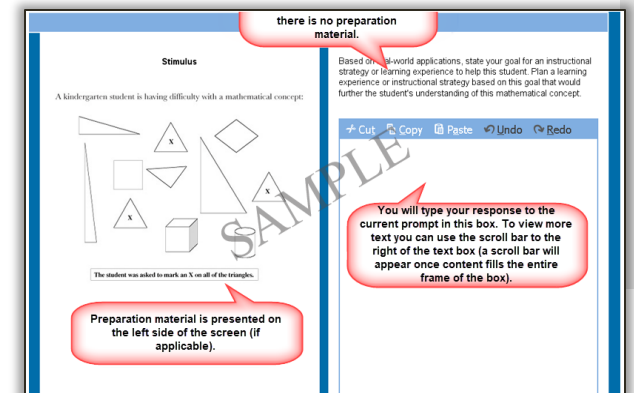 there is no preparation
material.
Stimulus
A kindergarten student is having difficulty with a mathematical concept:
X
X
X
The student was asked to mark an X on all of the triangles.
Preparation material is presented on
the left side of the screen (if
applicable).
Based on real-world applications, state your goal for an instructional
strategy or learning experience to help this student. Plan a learning
experience or instructional strategy based on this goal that would
further the student's understanding of this mathematical concept.
Cut Copy Paste Undo Redo
SAMPLE
You will type your response to the
current prompt in this box. To view more
text you can use the scroll bar to the
right of the text box (a scroll bar will
appear once content fills the entire
frame of the box).